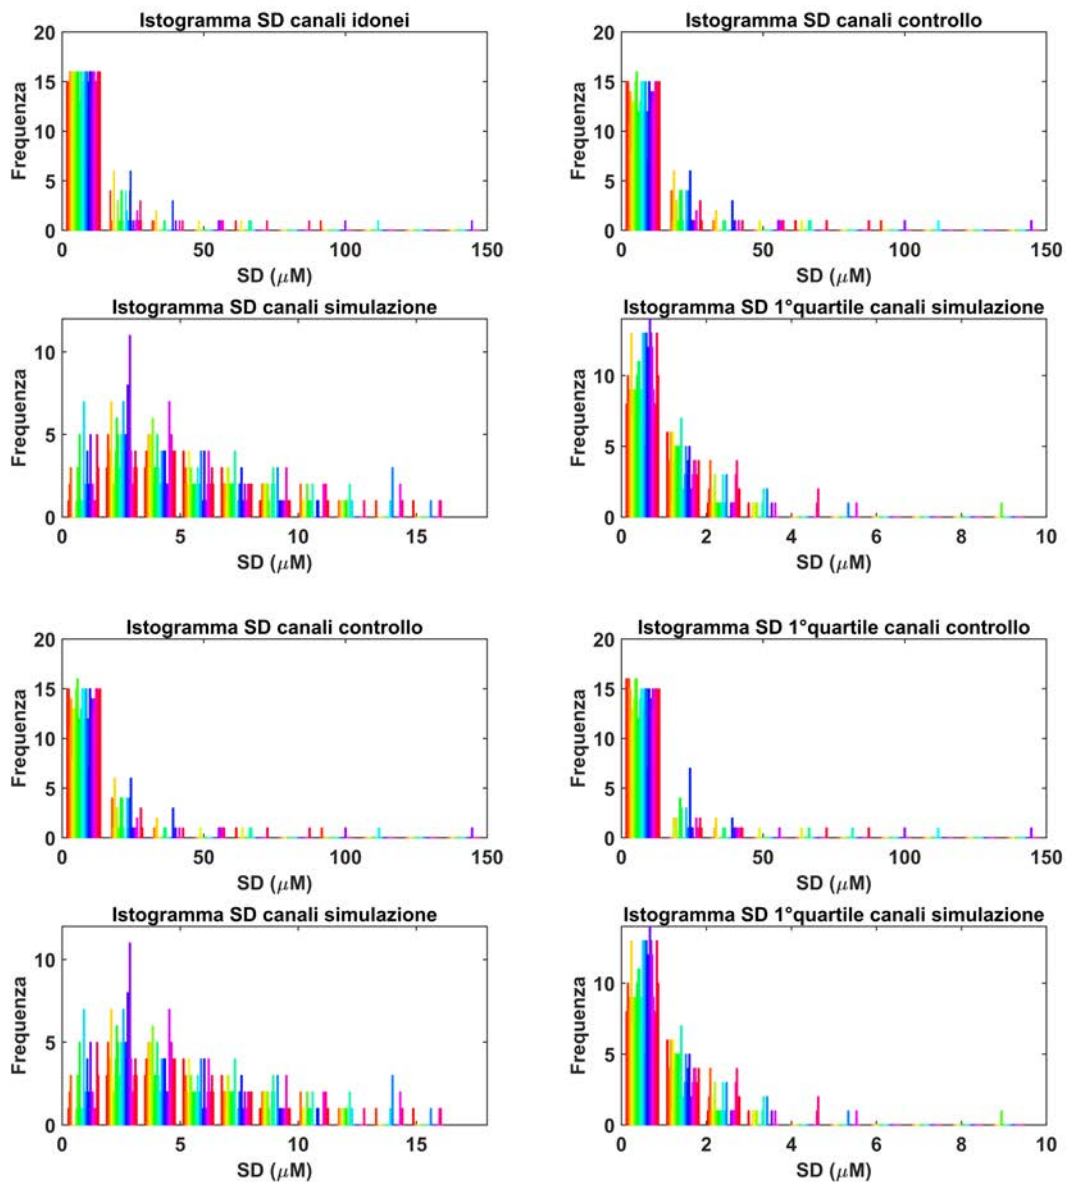 Istogramma SD canali idonei
20
15
10
5
0
Frequenza
0 50 100 150
SD (μM)
Istogramma SD canali controllo
20
15
10
5
0
Frequenza
0 50 100 150
SD (μM)
Istogramma SD canali simulazione
10
5
0
Frequenza
0 5 10 15
SD (μM)
Istogramma SD 1°quartile canali simulazione
10
5
0
Frequenza
0 2 4 6 8 10
SD (μM)
Istogramma SD canali controllo
20
15
10
5
0
Frequenza
0 50 100 150
SD (μM)
Istogramma SD 1°quartile canali controllo
20
15
10
5
0
Frequenza
0 50 100 150
SD (μM)
Istogramma SD canali simulazione
10
5
0
Frequenza
0 5 10 15
SD (μM)
Istogramma SD 1°quartile canali simulazione
10
5
0
Frequenza
0 2 4 6 8 10
SD (μM)